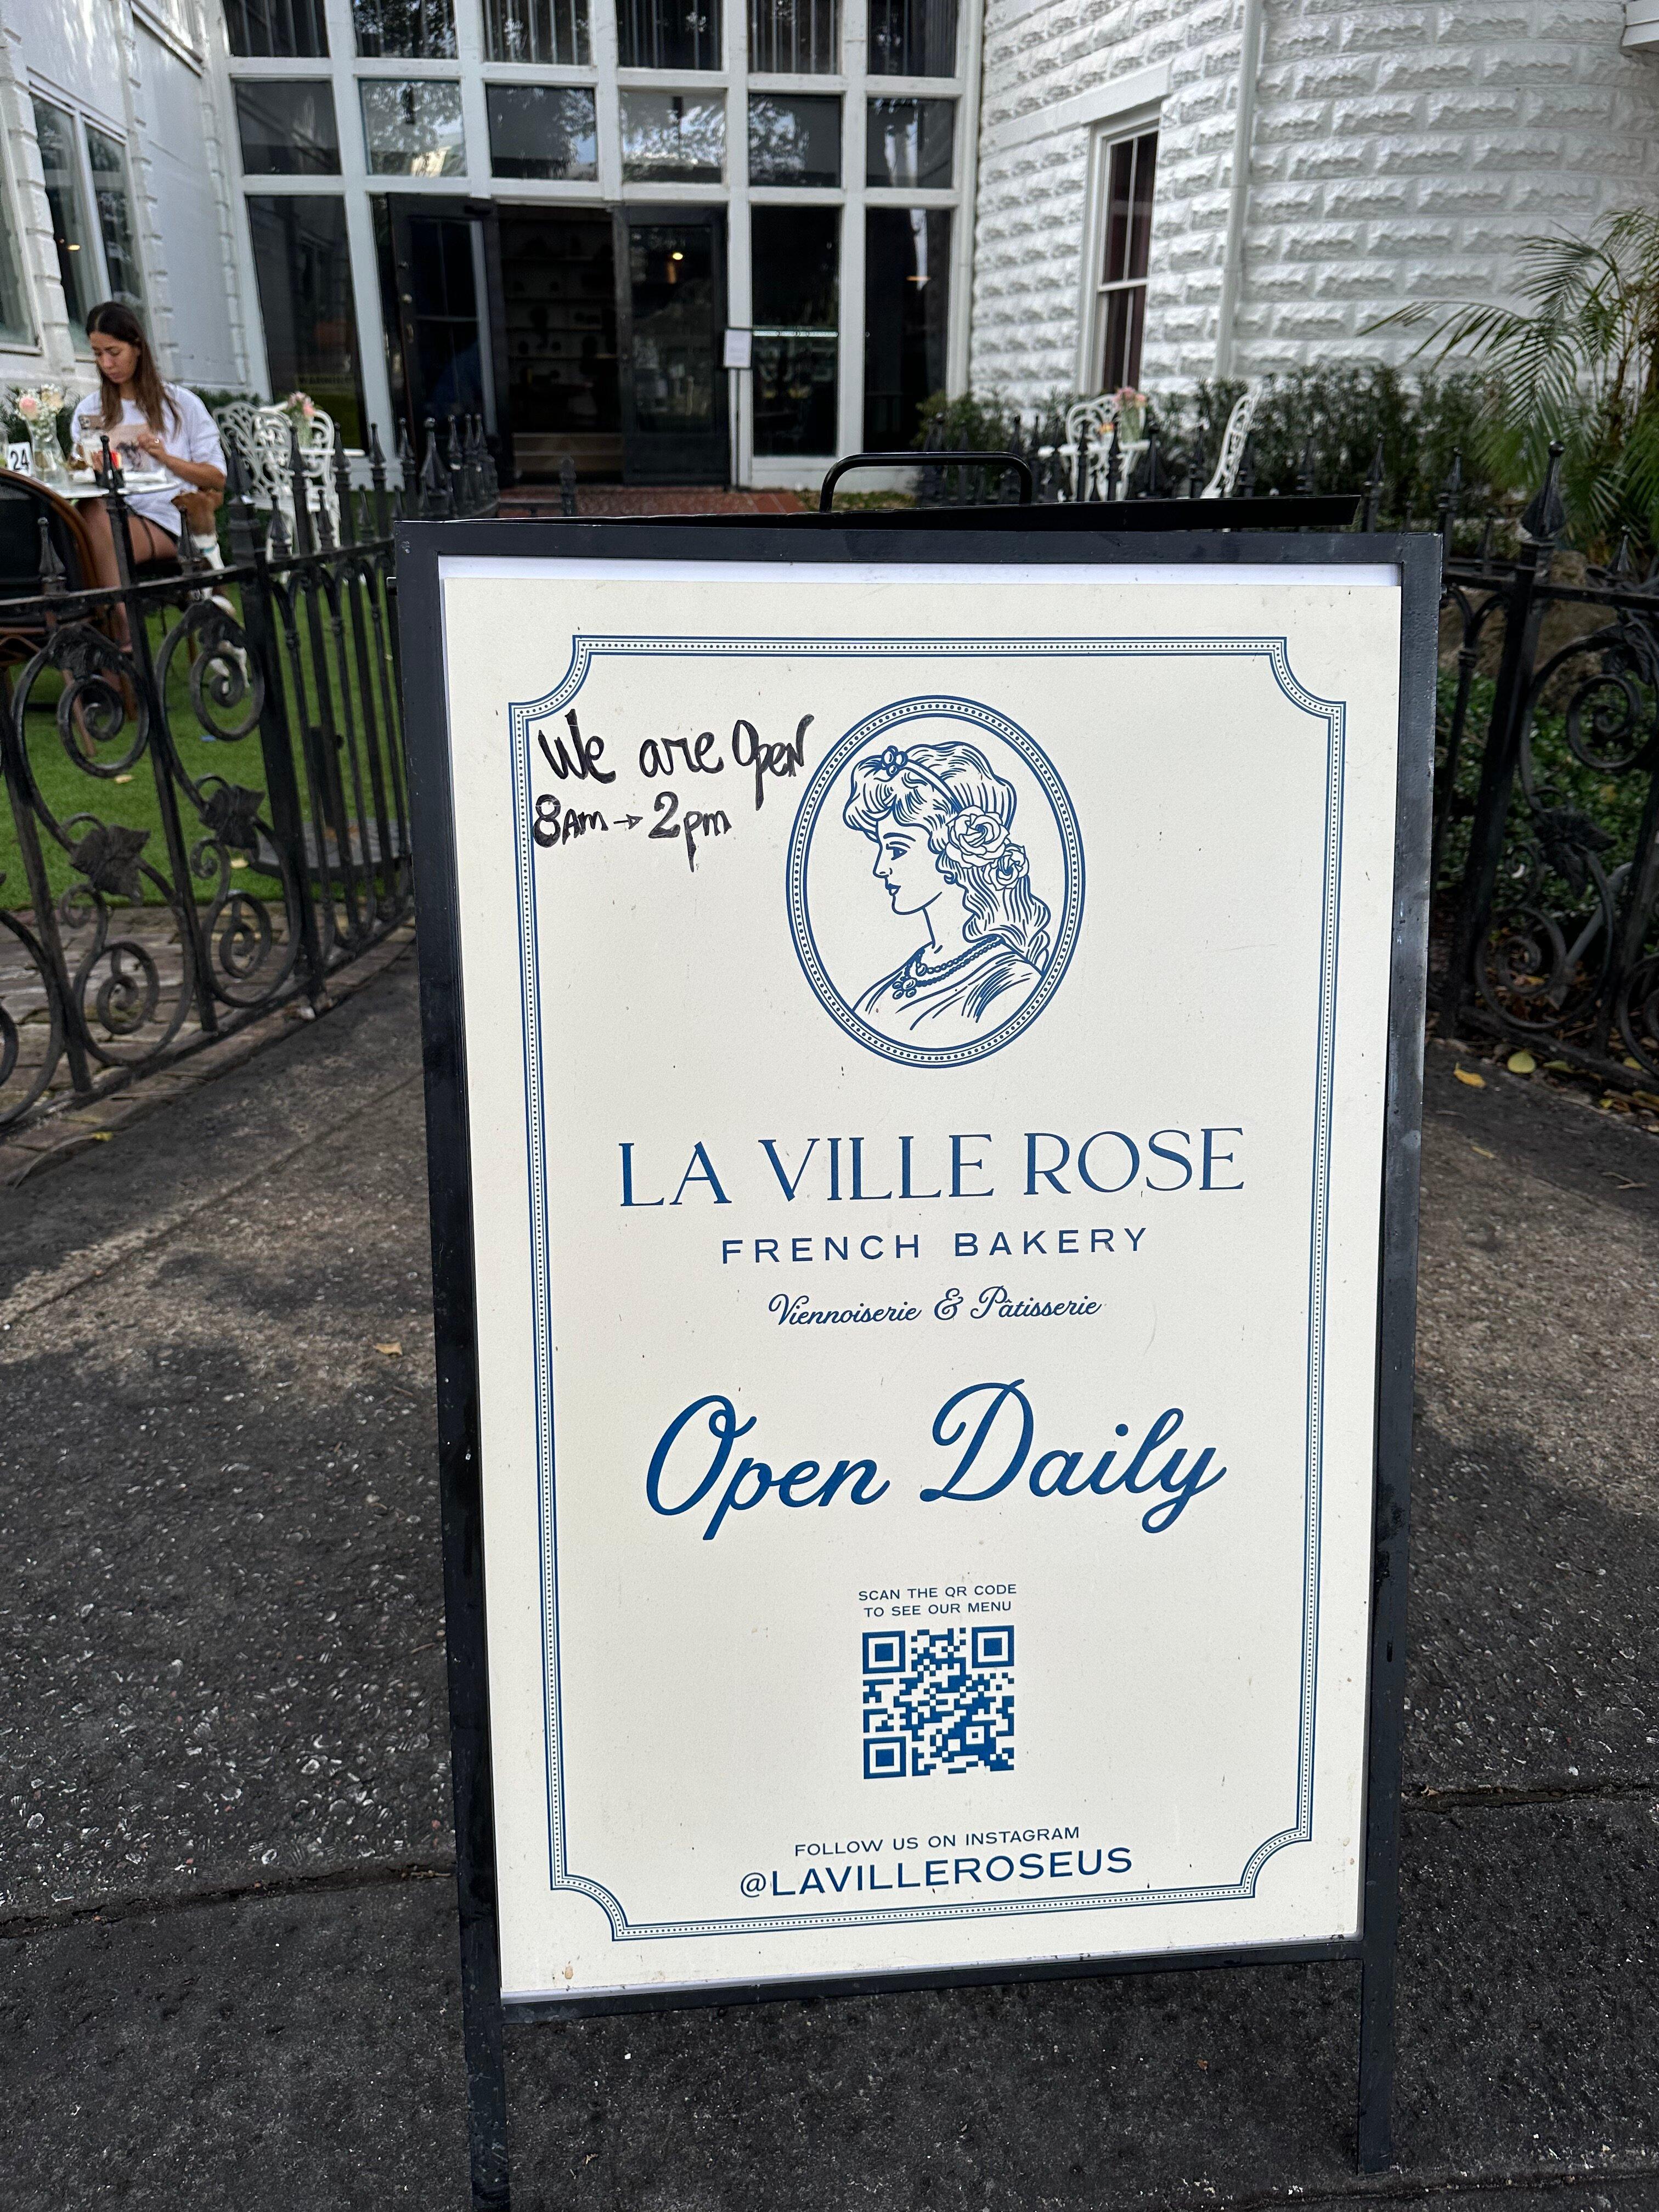 24
We are Open
8am → 2pm
LA VILLE ROSE
FRENCH BAKERY
Viennoiserie & Pâtisserie
Open Daily
SCAN THE QR CODE
TO SEE OUR MENU
FOLLOW US ON INSTAGRAM
@LAVILLEROSEUS